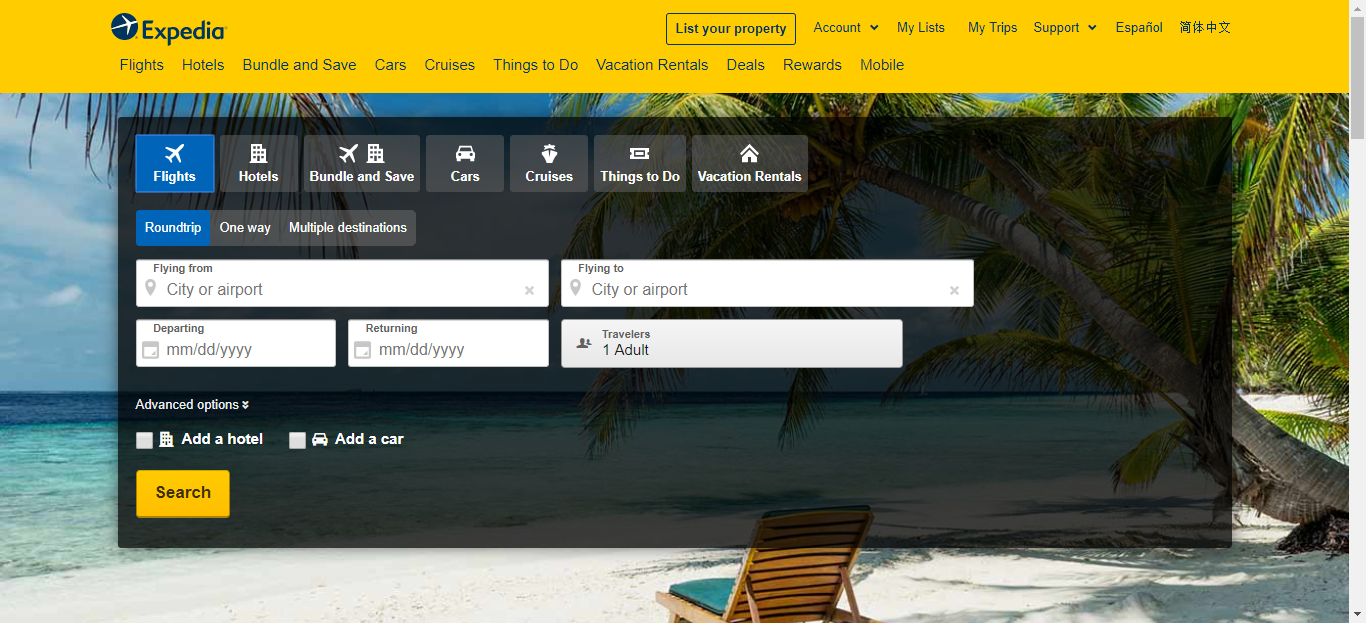 Expedia
List your property
Account
My Lists
My Trips
Support
Español
简体中文
Flights
Hotels
Bundle and Save
Cars
Cruises
Things to Do
Vacation Rentals
Deals
Rewards
Mobile
Flights
Hotels
Bundle and Save
Cars
Cruises
Things to Do
Vacation Rentals
Roundtrip
One way
Multiple destinations
Flying from
City or airport
Flying to
City or airport
Departing
mm/dd/yyyy
Returning
mm/dd/yyyy
Travelers
1 Adult
Advanced options
Add a hotel
Add a car
Search